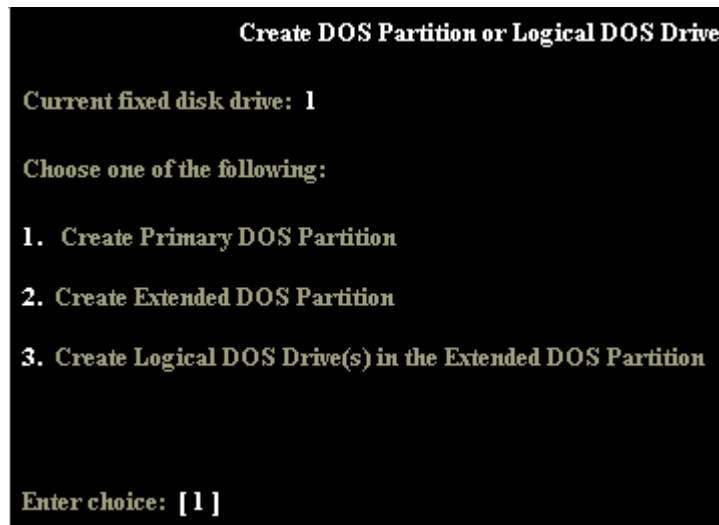 Create DOS Partition or Logical DOS Drive
Current fixed disk drive: 1
Choose one of the following:
1. Create Primary DOS Partition
2. Create Extended DOS Partition
3. Create Logical DOS Drive(s) in the Extended DOS Partition
Enter choice: [1]